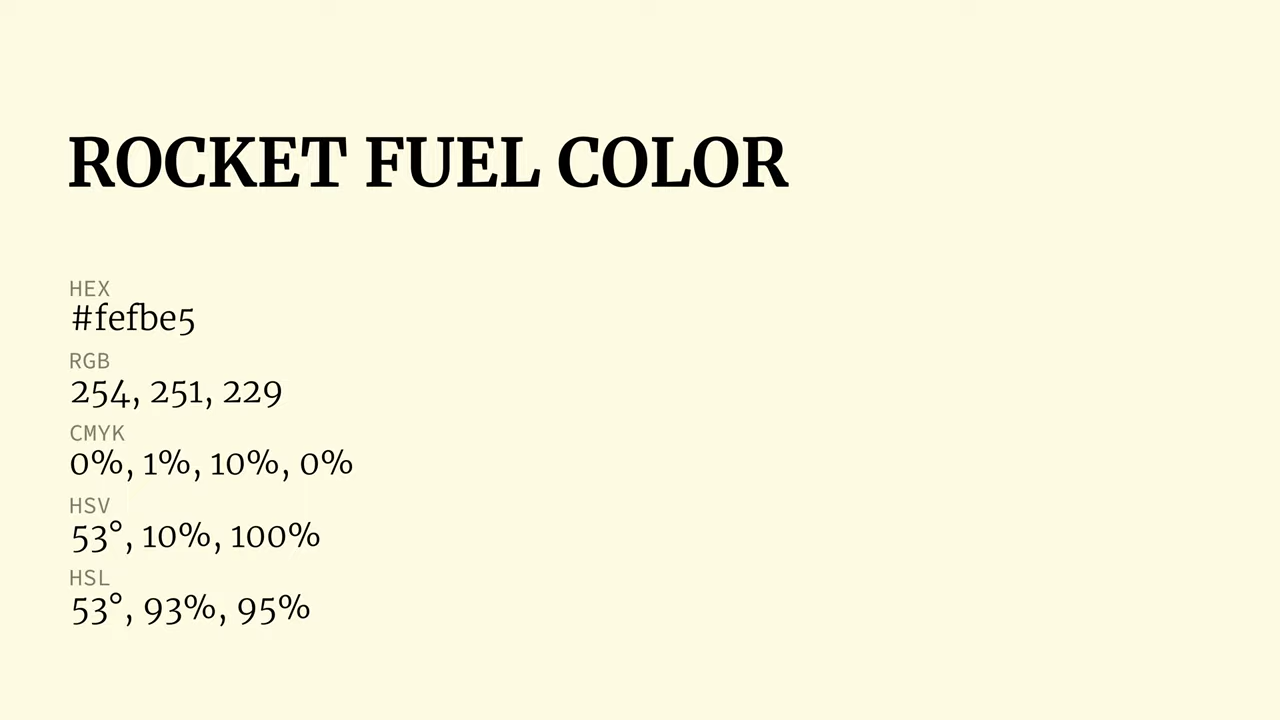 ROCKET FUEL COLOR
HEX
#fefbe5
RGB
254, 251, 229
CMYK
0%, 1%, 10%, 0%
HSV
53°, 10%, 100%
HSL
53°, 93%, 95%